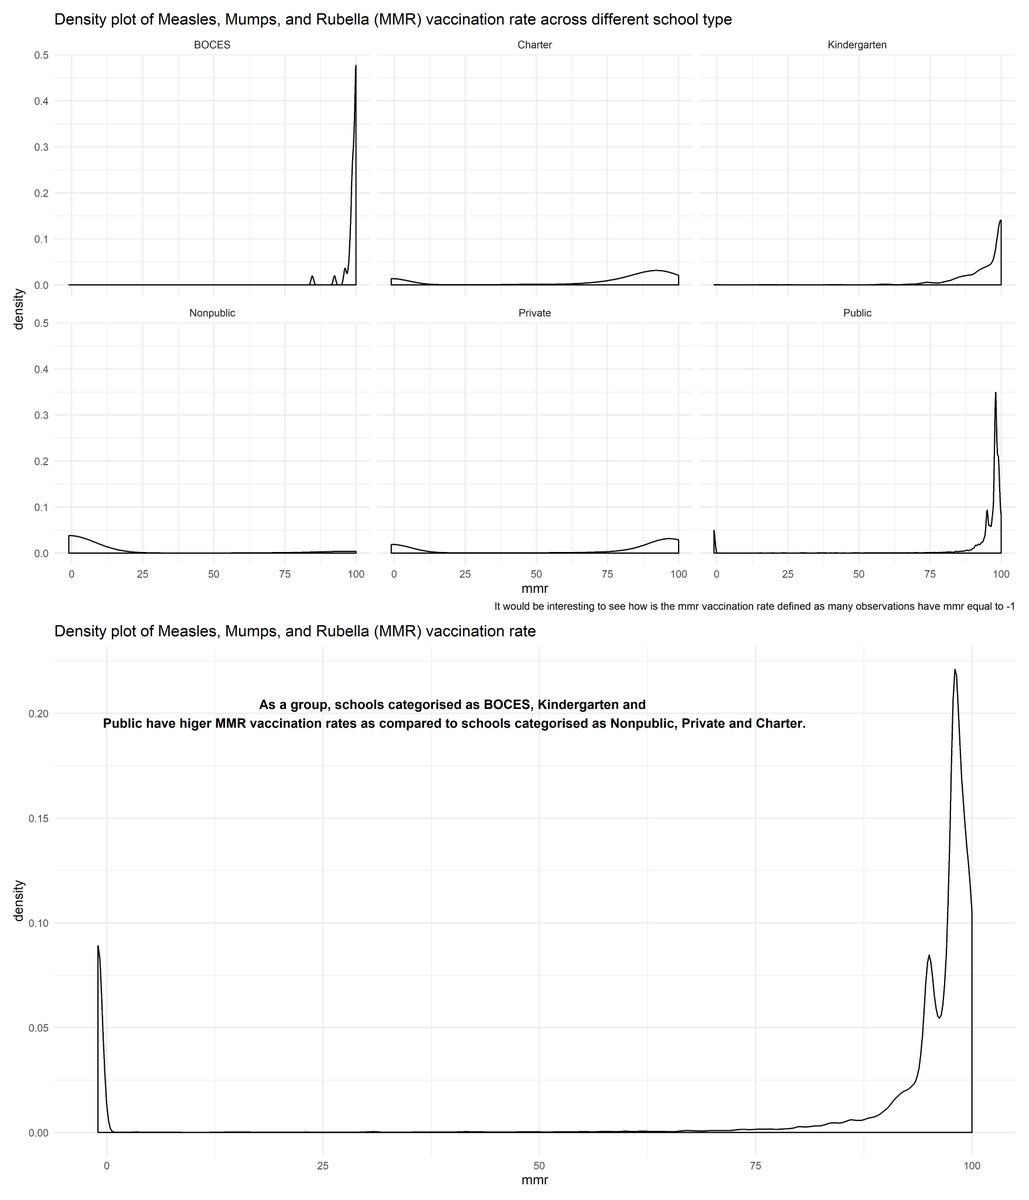 Density plot of Measles, Mumps, and Rubella (MMR) vaccination rate across different school type
BOCES Charter Kindergarten
0.5
0.4
0.3
0.2
0.1
0.0
density
Nonpublic Private Public
0.5
0.4
0.3
0.2
0.1
0.0
0 25 50 75 100 0 25 50 75 100 0 25 50 75 100
mmr
It would be interesting to see how is the mmr vaccination rate defined as many observations have mmr equal to -1
Density plot of Measles, Mumps, and Rubella (MMR) vaccination rate
As a group, schools categorised as BOCES, Kindergarten and
Public have higer MMR vaccination rates as compared to schools categorised as Nonpublic, Private and Charter.
0.20
0.15
density
0.10
0.05
0.00
0 25 50 75 100
mmr